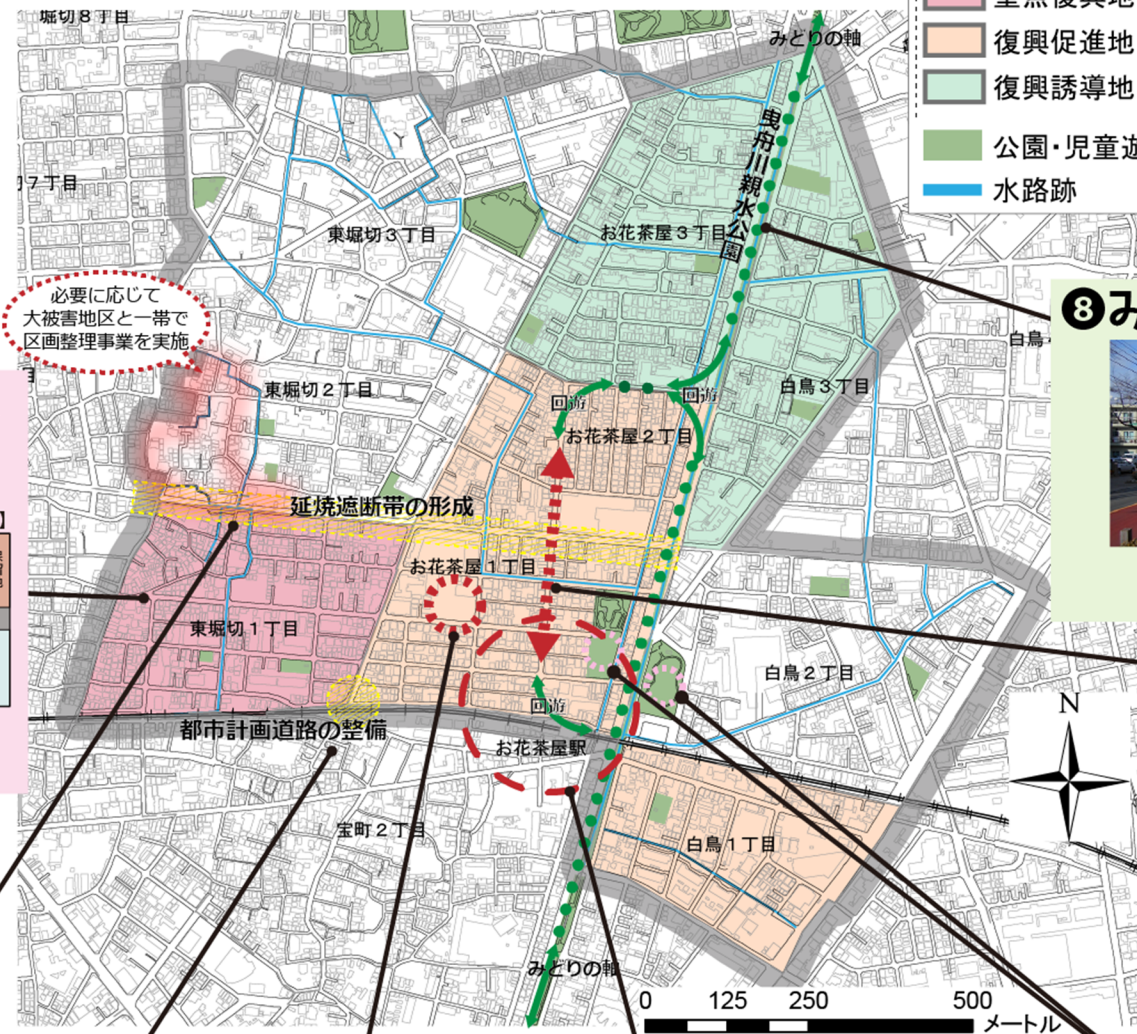 堀切8丁目
みどりの軸
復興促進地
復興誘導地
公園・児童遊
水路跡
7丁目
曳舟川親水公園
東堀切3丁目
お花茶屋3丁目
必要に応じて
大被害地区と一帯で
区画整理事業を実施
❽み
白鳥
東堀切2丁目
白鳥3丁目
回遊
回遊
お花茶屋2丁目
延焼遮断帯の形成
】
お花茶屋1丁目
東堀切1丁目
白鳥2丁目
N
回遊
都市計画道路の整備
お花茶屋駅
宝町2丁目
白鳥1丁目
みどりの軸
0 125 250 500
メートル